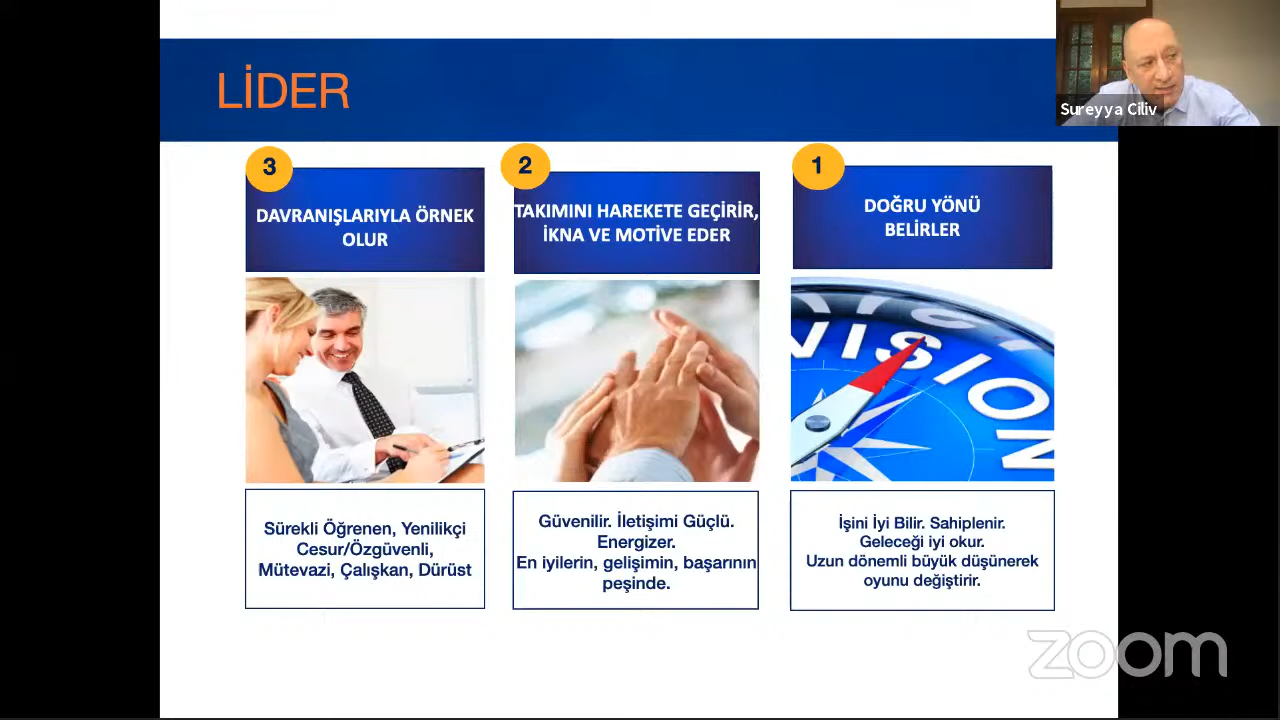 LİDER
Sureyya Ciliv
3
DAVRANIŞLARIYLA ÖRNEK
OLUR
2
TAKIMINI HAREKETE GEÇİRİR,
İKNA VE MOTİVE EDER
1
DOĞRU YÖNÜ
BELİRLER
VISION
Sürekli Öğrenen, Yenilikçi
Cesur/Özgüvenli,
Mütevazi, Çalışkan, Dürüst
Güvenilir. İletişimi Güçlü.
Energizer.
En iyilerin, gelişimin, başarının
peşinde.
İşini İyi Bilir. Sahiplenir.
Geleceği iyi okur.
Uzun dönemli büyük düşünerek
oyunu değiştirir.
zoom